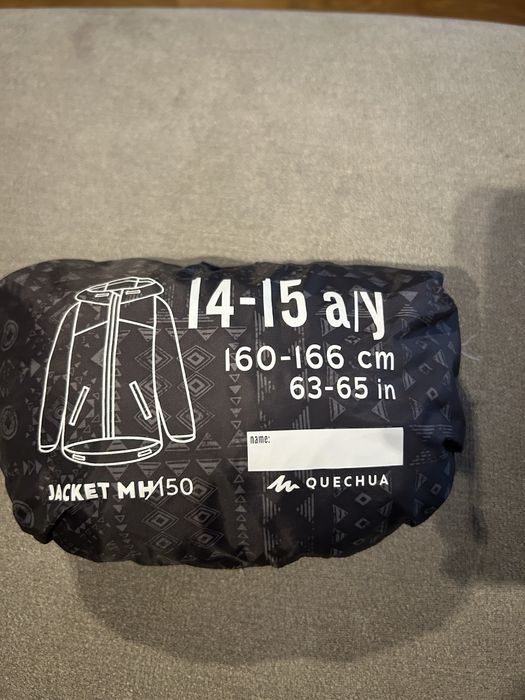 14-15 a/y
160-166 cm
63-65 in
name:
JACKET MH150
QUECHUA